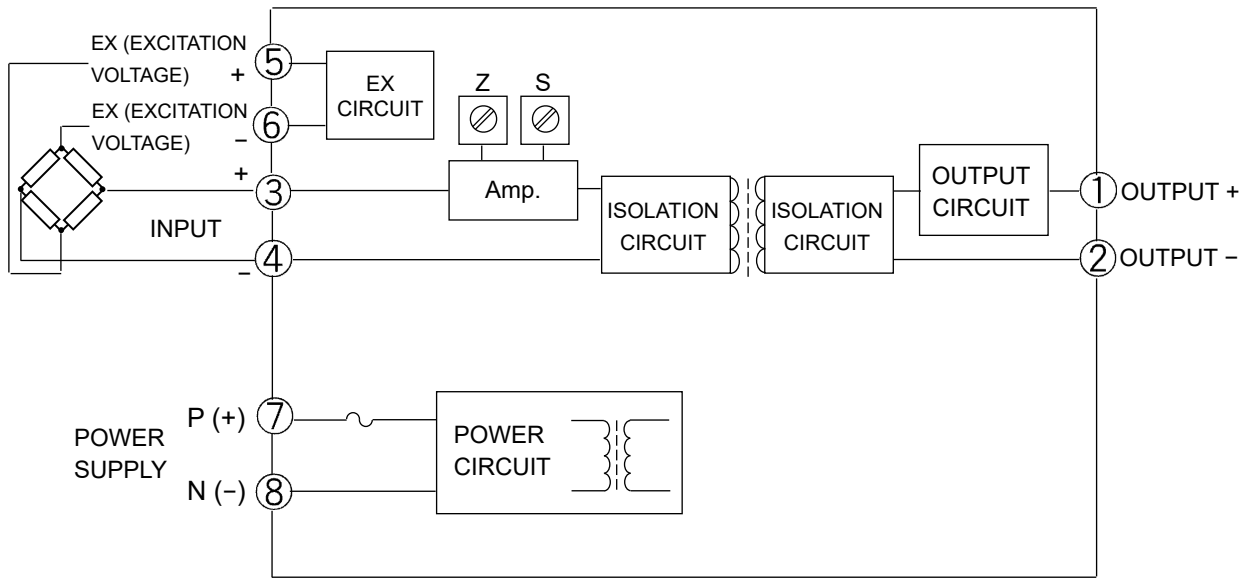 EX (EXCITATION
VOLTAGE) +
5
EX
CIRCUIT
EX (EXCITATION
VOLTAGE) −
6
Z
S
+
3
Amp.
INPUT
ISOLATION
CIRCUIT
ISOLATION
CIRCUIT
OUTPUT
CIRCUIT
1
OUTPUT +
−
4
2
OUTPUT −
POWER
SUPPLY
P (+)
7
N (−)
8
POWER
CIRCUIT